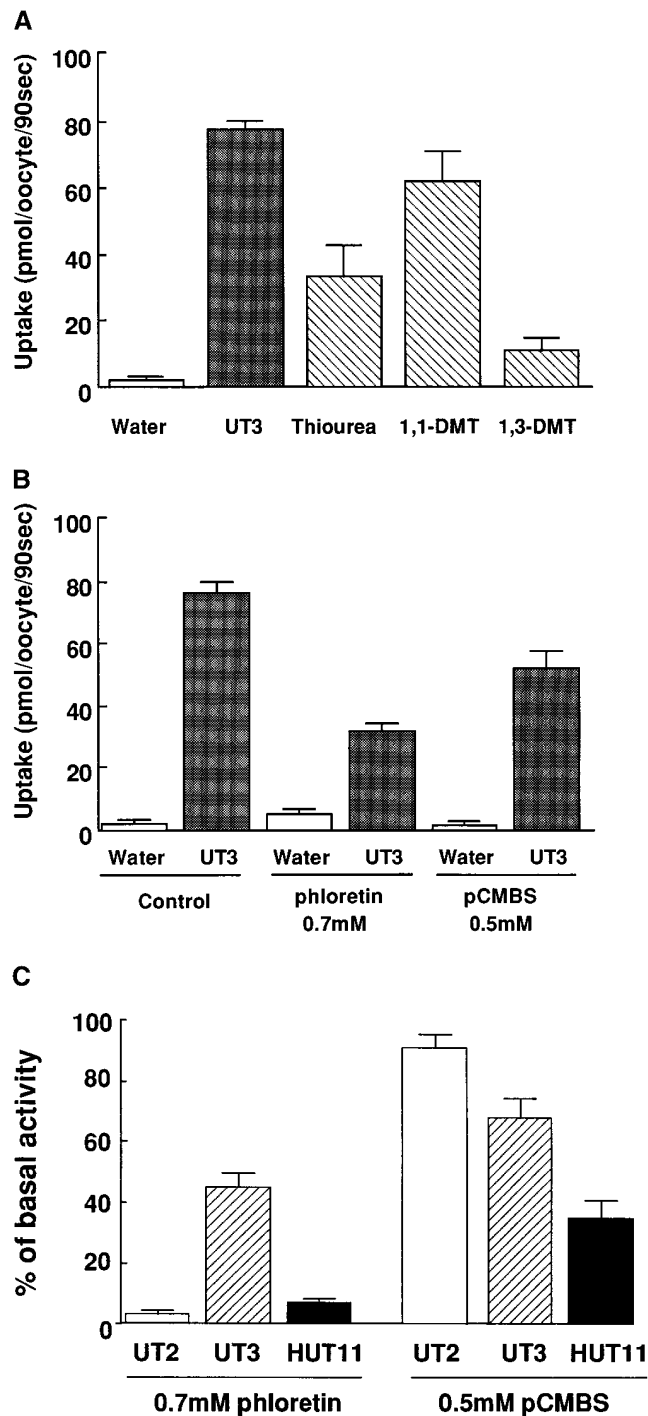 A
Uptake (pmol/oocyte/90sec)
100
80
60
40
20
0
Water UT3 Thiourea 1,1-DMT 1,3-DMT
B
Uptake (pmol/oocyte/90sec)
100
80
60
40
20
0
Water UT3 Water UT3 Water UT3
Control phloretin pCMBS
0.7mM 0.5mM
C
% of basal activity
100
80
60
40
20
0
UT2 UT3 HUT11 UT2 UT3 HUT11
0.7mM phloretin 0.5mM pCMBS